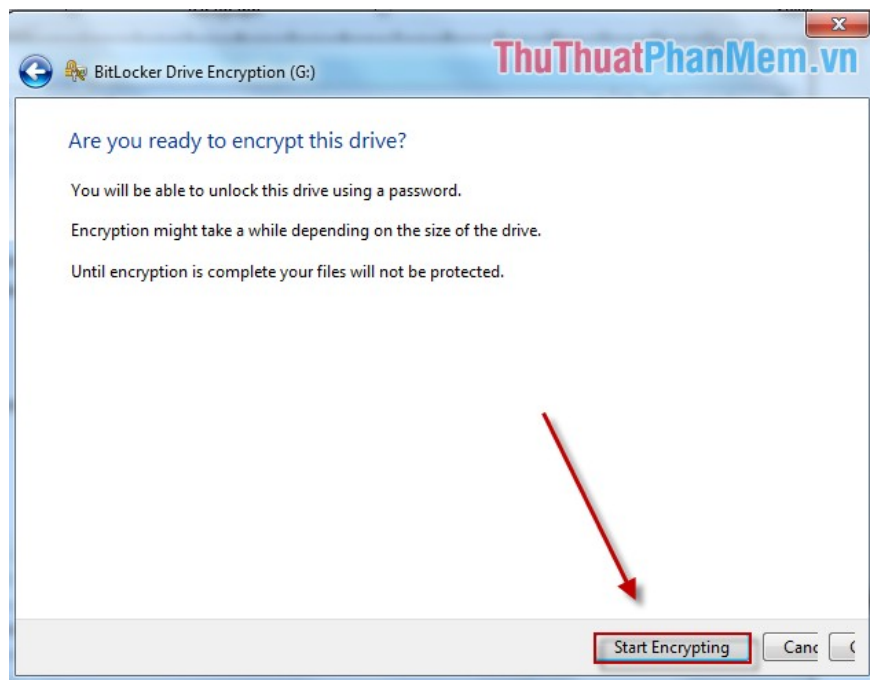 ThuThuatPhanMem.vn
BitLocker Drive Encryption (G:)
Are you ready to encrypt this drive?
You will be able to unlock this drive using a password.
Encryption might take a while depending on the size of the drive.
Until encryption is complete your files will not be protected.
Start Encrypting
Canc